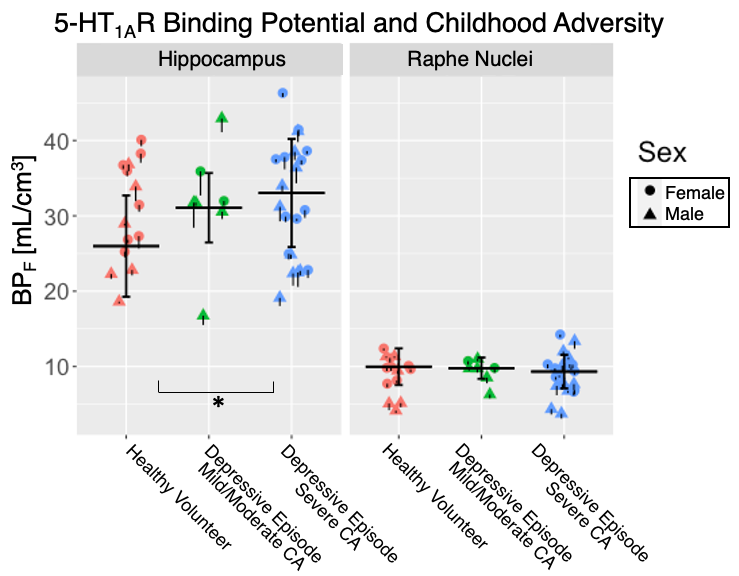 5-HT1AR Binding Potential and Childhood Adversity
Hippocampus
Raphe Nuclei
BPF [mL/cm³]
40
30
20
10
*
Healthy Volunteer
Depressive Episode
Mild/Moderate CA
Depressive Episode
Severe CA
Healthy Volunteer
Depressive Episode
Mild/Moderate CA
Depressive Episode
Severe CA
Sex
Female
Male